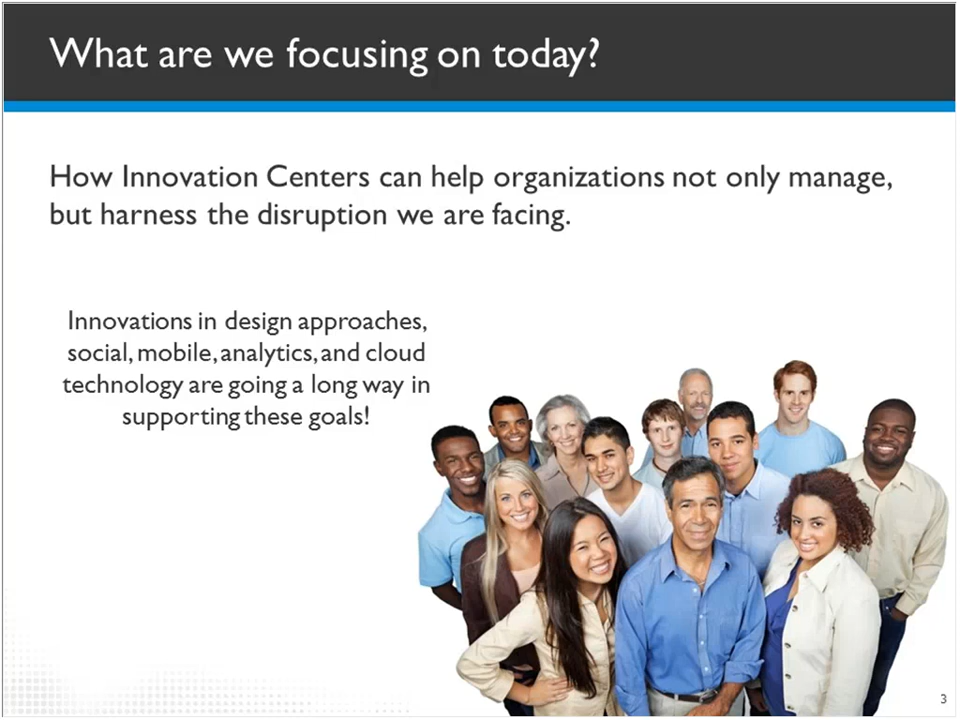 What are we focusing on today?
How Innovation Centers can help organizations not only manage,
but harness the disruption we are facing.
Innovations in design approaches,
social, mobile, analytics, and cloud
technology are going a long way in
supporting these goals!
3